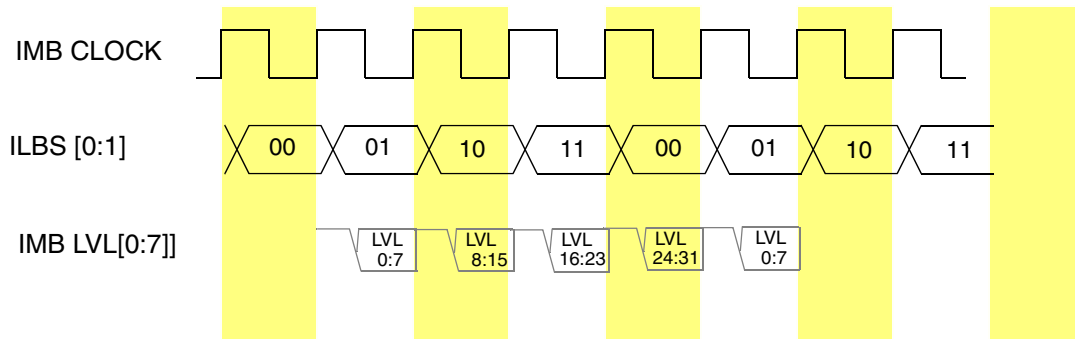 IMB CLOCK
ILBS [0:1]
00 01 10 11 00 01 10 11
IMB LVL[0:7]]
LVL 0:7
LVL 8:15
LVL 16:23
LVL 24:31
LVL 0:7